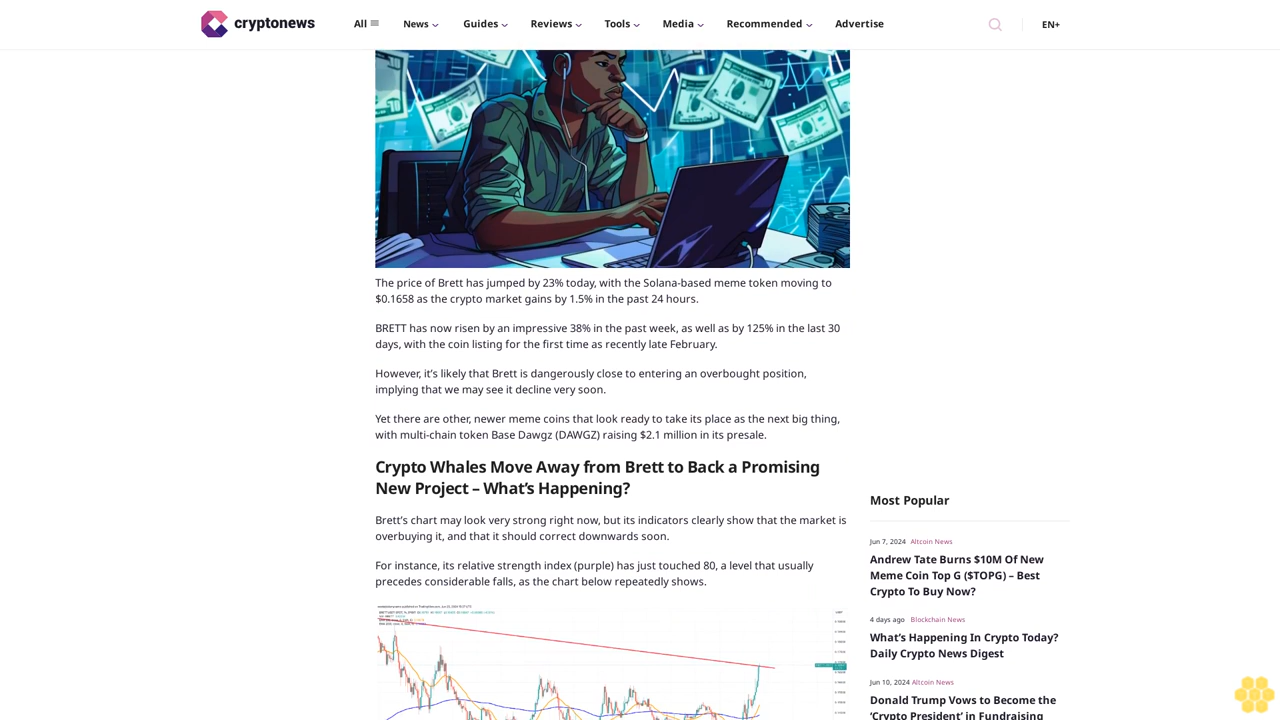 cryptonews
All
News
Guides
Reviews
Tools
Media
Recommended
Advertise
EN+
The price of Brett has jumped by 23% today, with the Solana-based meme token moving to
$0.1658 as the crypto market gains by 1.5% in the past 24 hours.
BRETT has now risen by an impressive 38% in the past week, as well as by 125% in the last 30
days, with the coin listing for the first time as recently late February.
However, it’s likely that Brett is dangerously close to entering an overbought position,
implying that we may see it decline very soon.
Yet there are other, newer meme coins that look ready to take its place as the next big thing,
with multi-chain token Base Dawgz (DAWGZ) raising $2.1 million in its presale.
Crypto Whales Move Away from Brett to Back a Promising
New Project – What’s Happening?
Brett’s chart may look very strong right now, but its indicators clearly show that the market is
overbuying it, and that it should correct downwards soon.
For instance, its relative strength index (purple) has just touched 80, a level that usually
precedes considerable falls, as the chart below repeatedly shows.
Most Popular
Jun 7, 2024 Altcoin News
Andrew Tate Burns $10M Of New
Meme Coin Top G ($TOPG) – Best
Crypto To Buy Now?
4 days ago Blockchain News
What’s Happening In Crypto Today?
Daily Crypto News Digest
Jun 10, 2024 Altcoin News
Donald Trump Vows to Become the
‘Crypto President’ in Fundraising